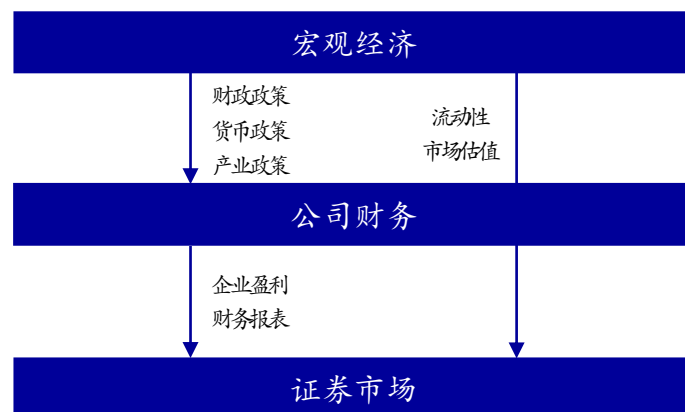 宏观经济
财政政策
货币政策
产业政策
流动性
市场估值
公司财务
企业盈利
财务报表
证券市场